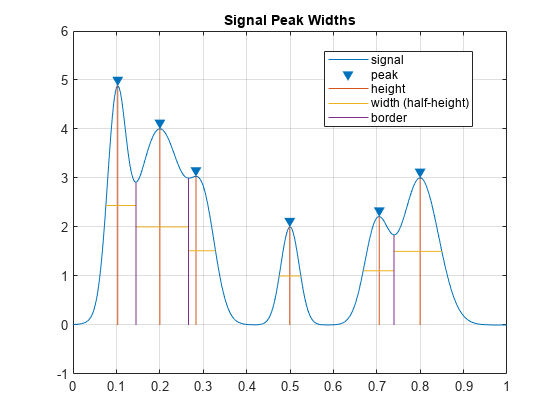 Signal Peak Widths
6
5
4
3
2
1
0
-1
signal
peak
height
width (half-height)
border
0 0.1 0.2 0.3 0.4 0.5 0.6 0.7 0.8 0.9 1